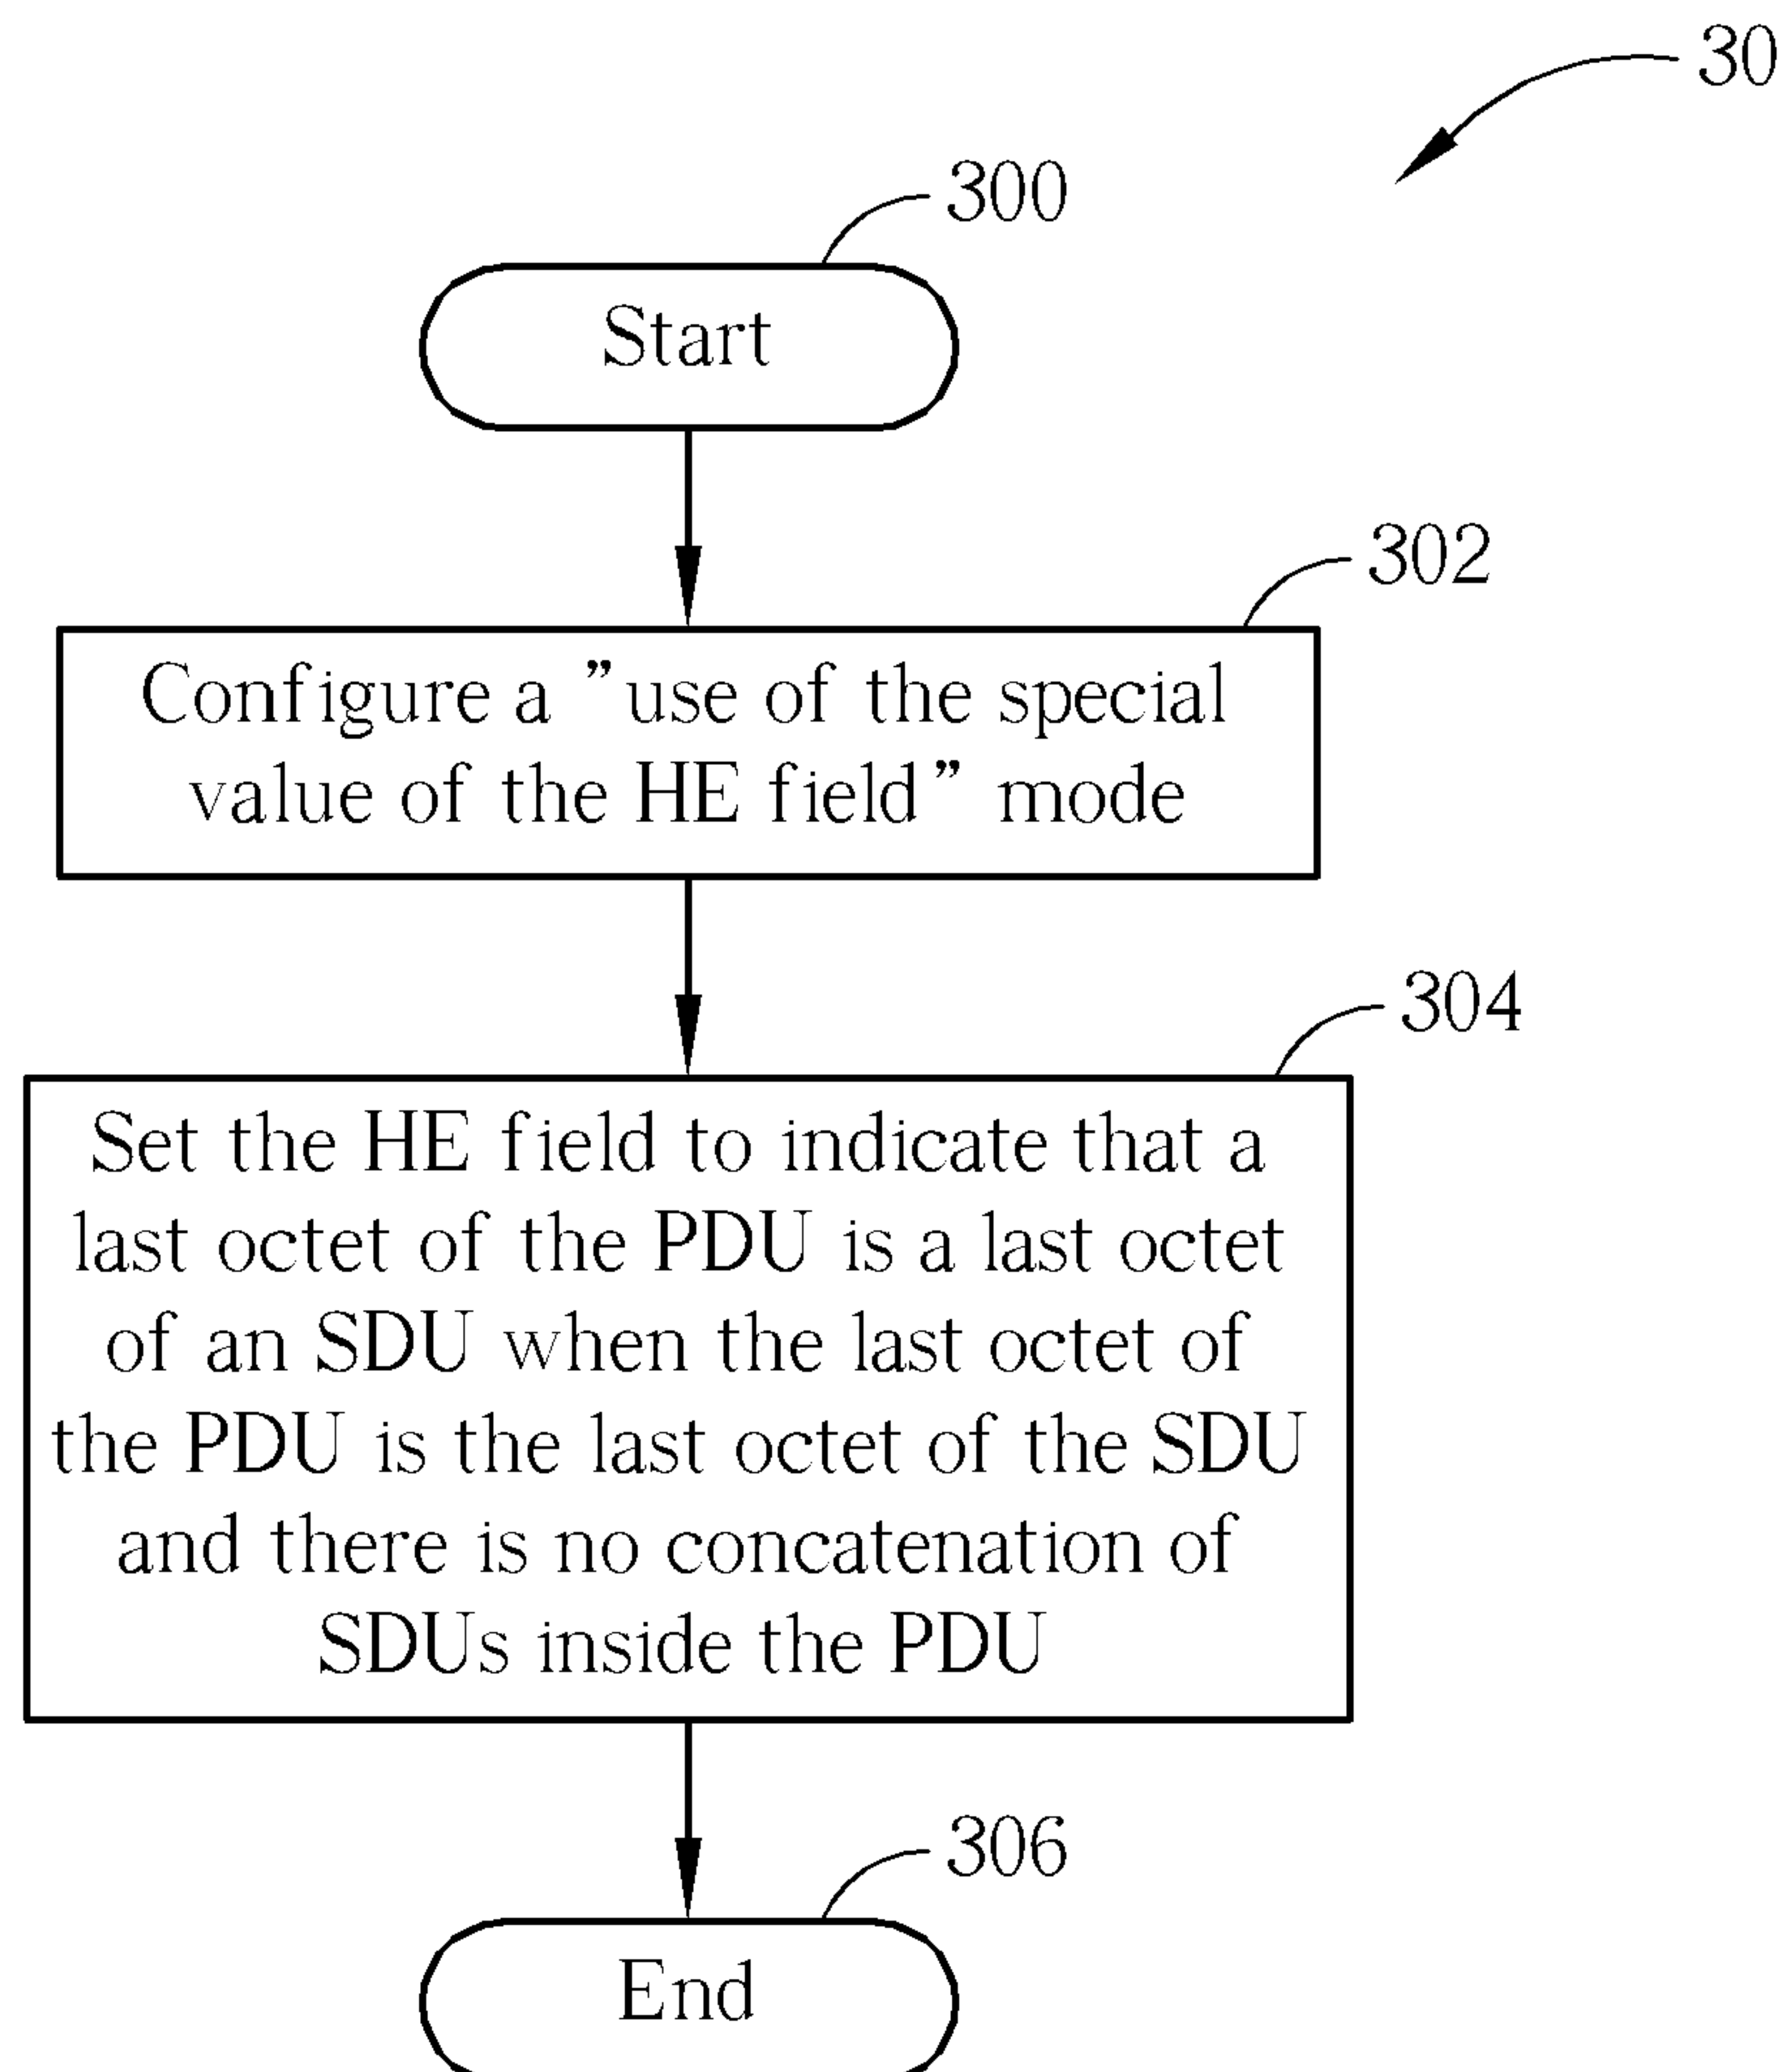 30
300
Start
302
Configure a ”use of the special
value of the HE field” mode
304
Set the HE field to indicate that a
last octet of the PDU is a last octet
of an SDU when the last octet of
the PDU is the last octet of the SDU
and there is no concatenation of
SDUs inside the PDU
306
End